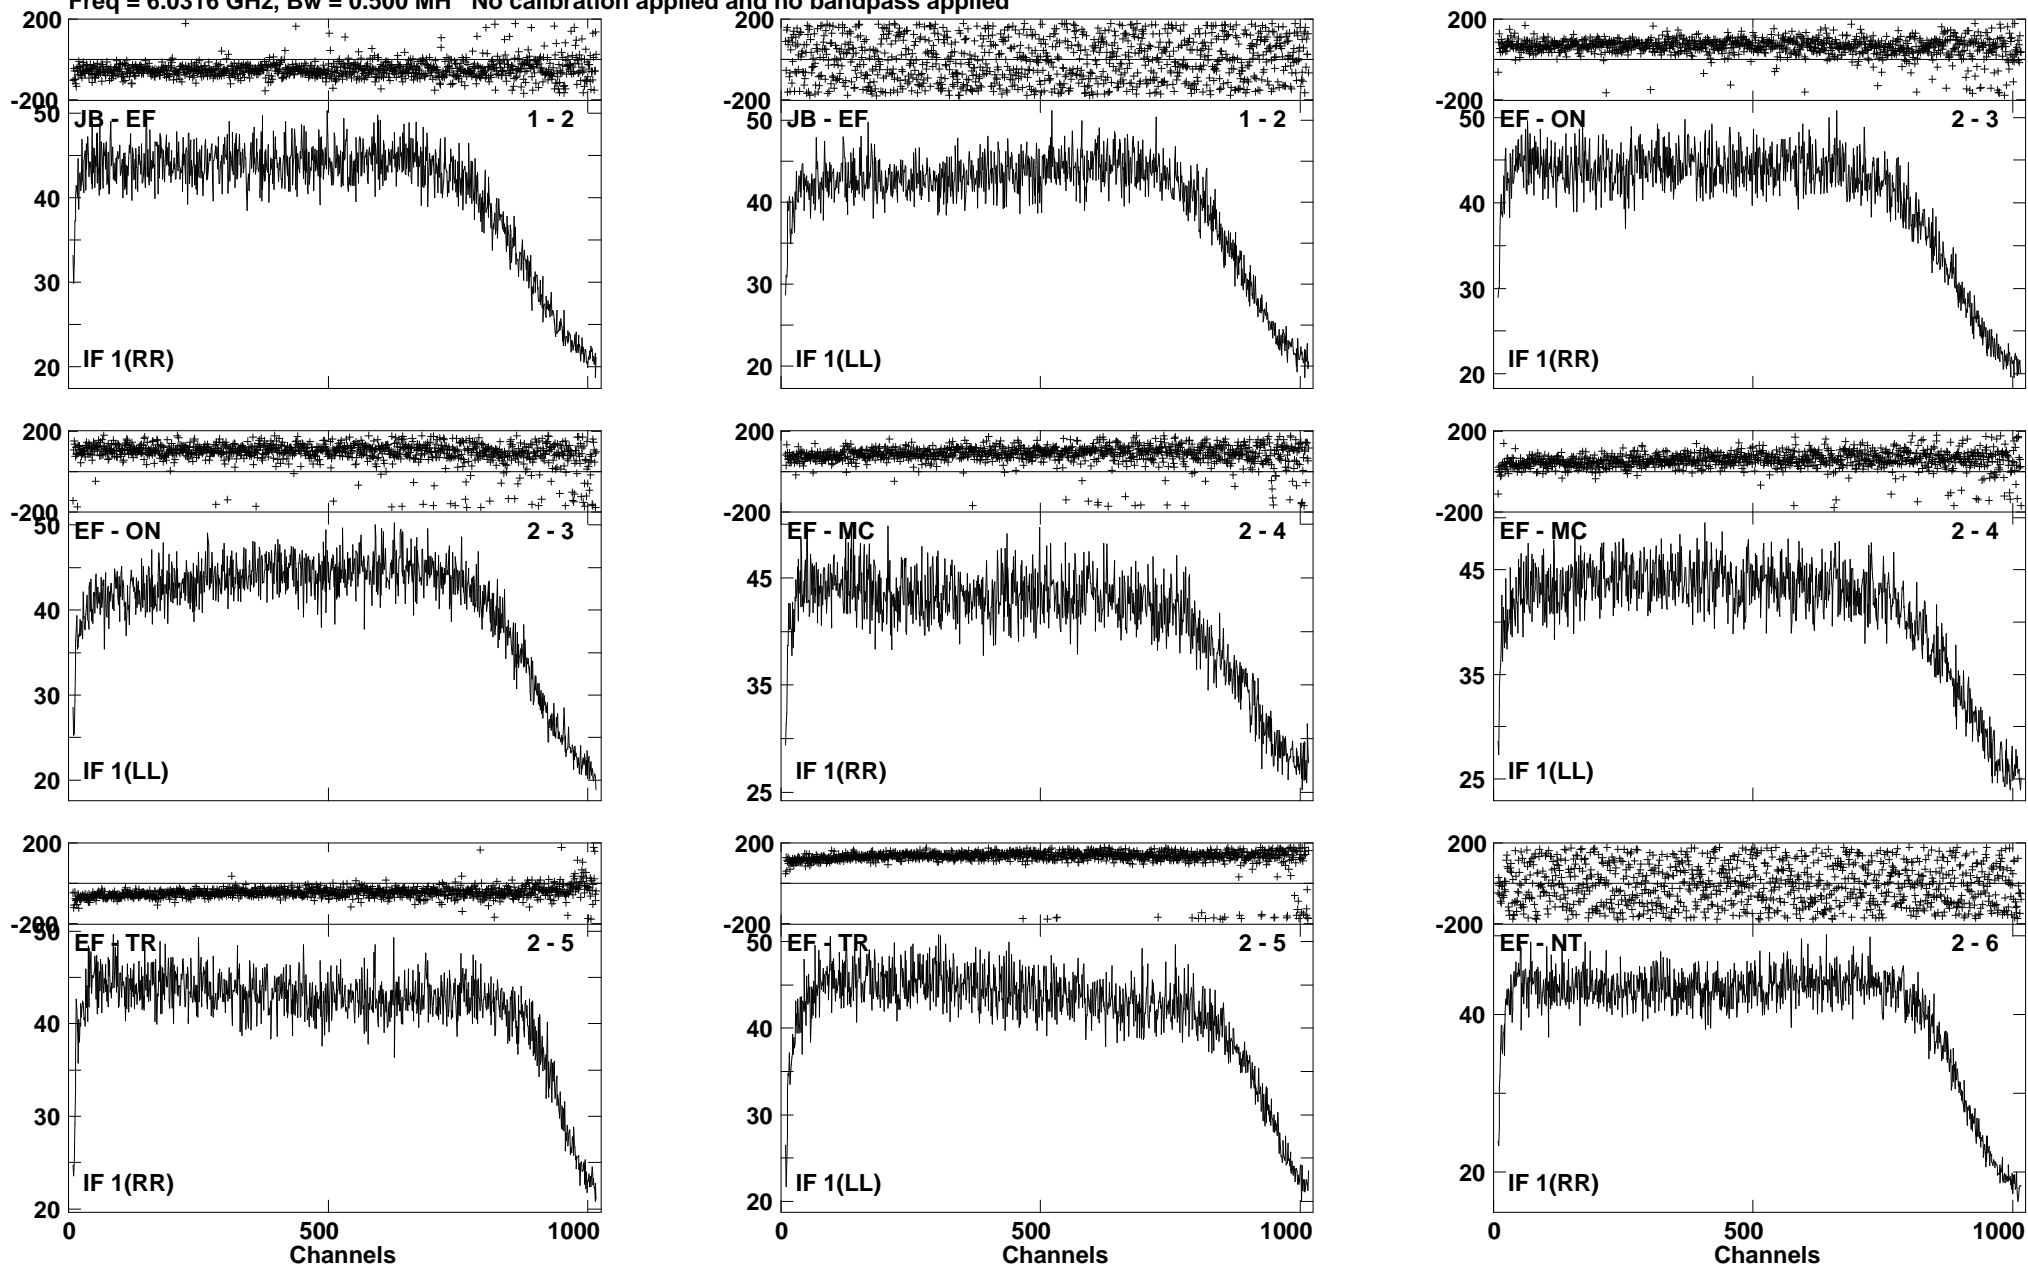 Freq = 6.0316 GHz, Bw = 0.500 MH No calibration applied and no bandpass applied
200
-200
50
40
30
20
JB - EF
1 - 2
IF 1(RR)
200
-200
50
40
30
20
JB - EF
1 - 2
IF 1(LL)
200
-200
50
40
30
20
EF - ON
2 - 3
IF 1(RR)
200
-200
50
40
30
20
EF - ON
2 - 3
IF 1(LL)
200
-200
45
35
25
EF - MC
2 - 4
IF 1(RR)
200
-200
45
35
25
EF - MC
2 - 4
IF 1(LL)
200
-200
50
40
30
20
EF - TR
2 - 5
IF 1(RR)
0
500
1000
Channels
200
-200
50
40
30
20
EF - TR
2 - 5
IF 1(LL)
0
500
1000
Channels
200
-200
40
20
EF - NT
2 - 6
IF 1(RR)
0
500
1000
Channels